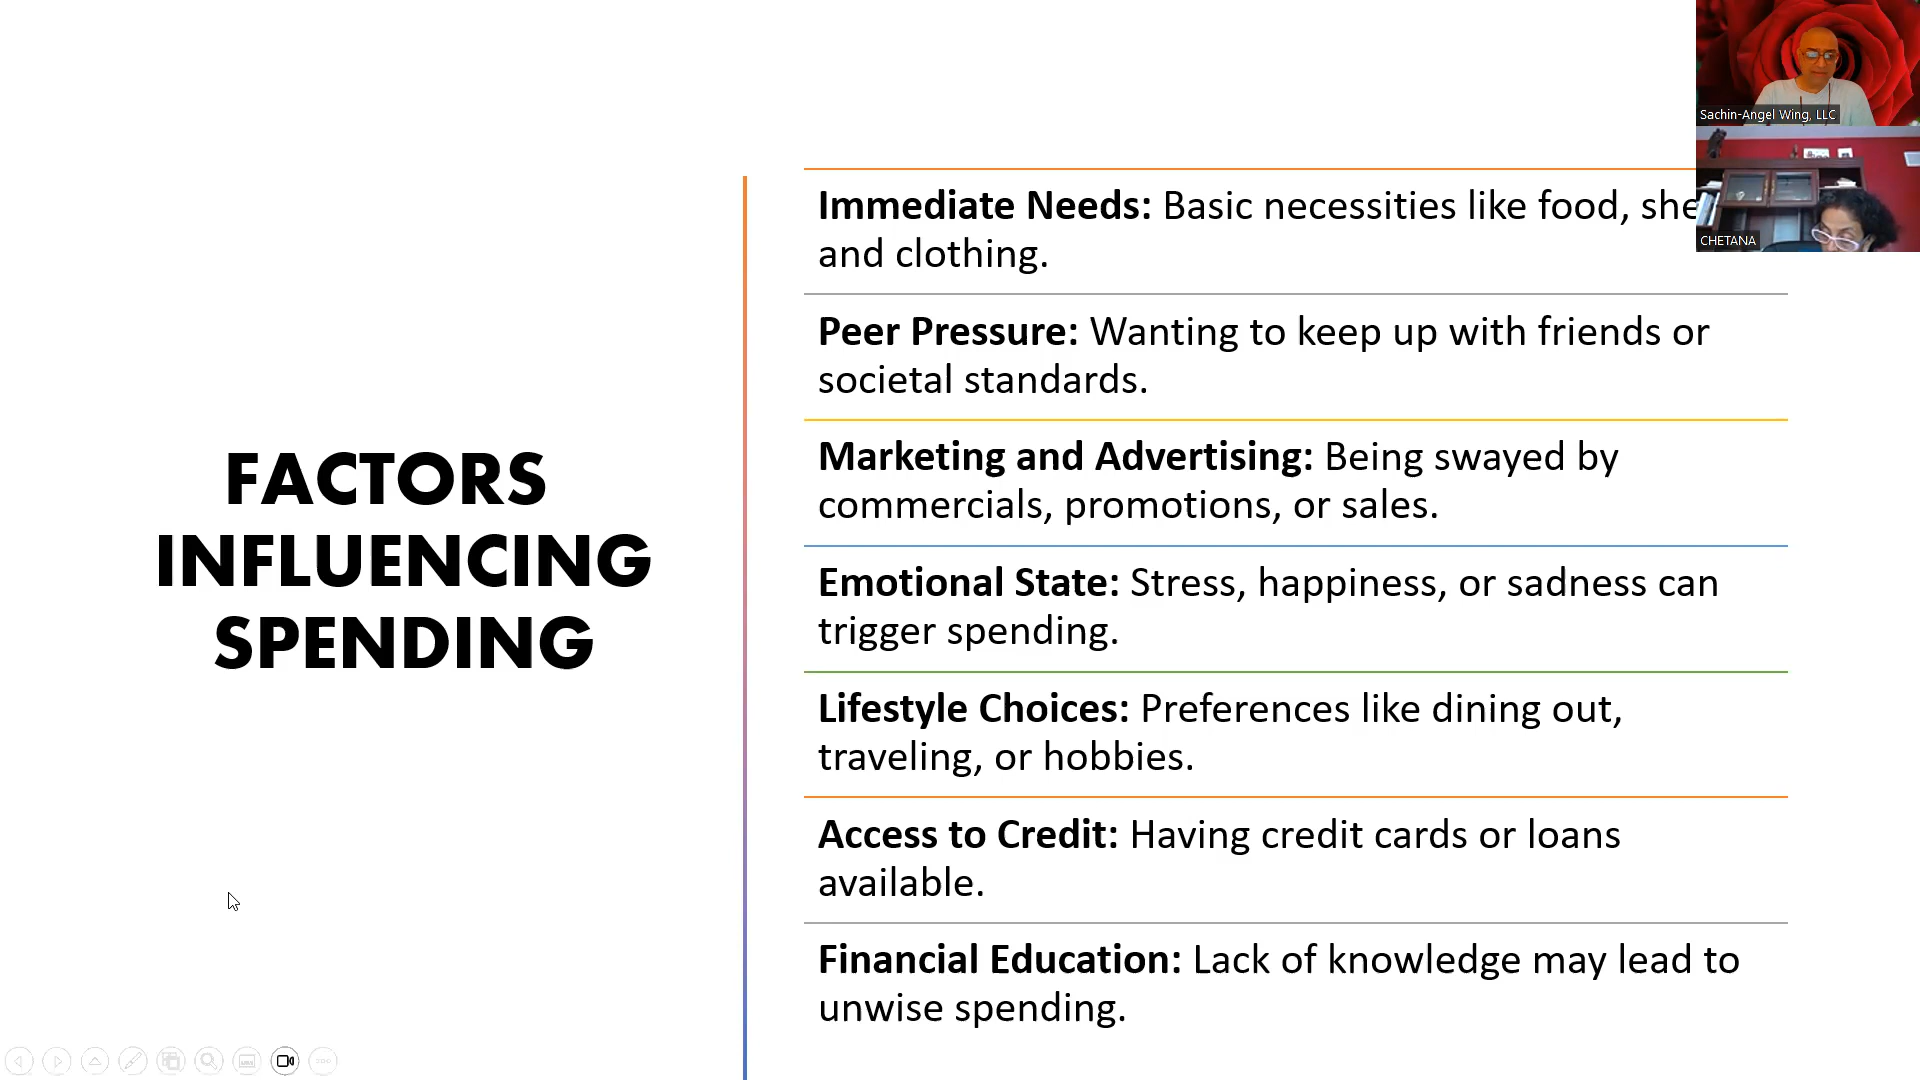 FACTORS
INFLUENCING
SPENDING
Immediate Needs: Basic necessities like food,
and clothing.
Peer Pressure: Wanting to keep up with friends or
societal standards.
Marketing and Advertising: Being swayed by
commercials, promotions, or sales.
Emotional State: Stress, happiness, or sadness can
trigger spending.
Lifestyle Choices: Preferences like dining out,
traveling, or hobbies.
Access to Credit: Having credit cards or loans
available.
Financial Education: Lack of knowledge may lead to
unwise spending.
Sachin-Angel Wing, LLC
CHETANA